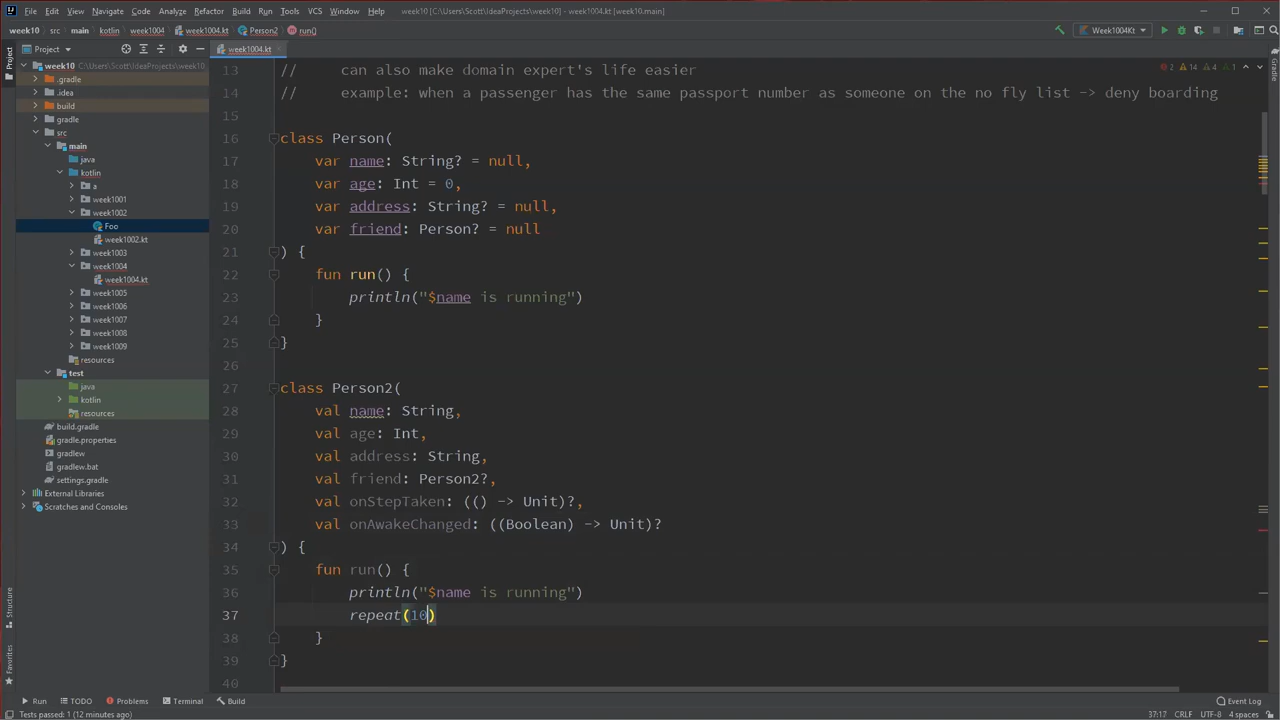 File Edit View Navigate Code Analyze Refactor Build Run Tools VCS Window Help week10 [C:\Users\Scott\IdeaProjects\week10] - week1004.kt [week10.main]
week10 src main kotlin week1004 week1004.kt Person2 run() Week1004Kt
Project week1004.kt
week10 C:\Users\Scott\IdeaProjects\week10
.gradle
.idea
build
gradle
src
main
java
kotlin
a
week1001
week1002
Foo
week1002.kt
week1003
week1004
week1004.kt
week1005
week1006
week1007
week1008
week1009
resources
test
java
kotlin
resources
build.gradle
gradle.properties
gradlew
gradlew.bat
settings.gradle
External Libraries
Scratches and Consoles
Project
Structure
Favorites
Gradle
2 14 4 1
13 // can also make domain expert's life easier
14 // example: when a passenger has the same passport number as someone on the no fly list -> deny boarding
15
16 class Person(
17 var name: String? = null,
18 var age: Int = 0,
19 var address: String? = null,
20 var friend: Person? = null
21 ) {
22 fun run() {
23 println("$name is running")
24 }
25 }
26
27 class Person2(
28 val name: String,
29 val age: Int,
30 val address: String,
31 val friend: Person2?,
32 val onStepTaken: (() -> Unit)?,
33 val onAwakeChanged: ((Boolean) -> Unit)?
34 ) {
35 fun run() {
36 println("$name is running")
37 repeat(10)
38 }
39 }
40
Run TODO Problems Terminal Build Event Log
Tests passed: 1 (12 minutes ago) 37:17 CRLF UTF-8 4 spaces